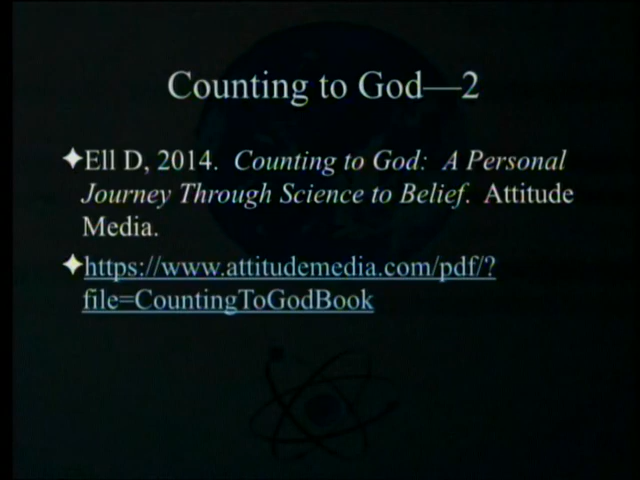 Counting to God—2
Ell D, 2014. Counting to God: A Personal
Journey Through Science to Belief. Attitude
Media.
https://www.attitudemedia.com/pdf/?
file=CountingToGodBook